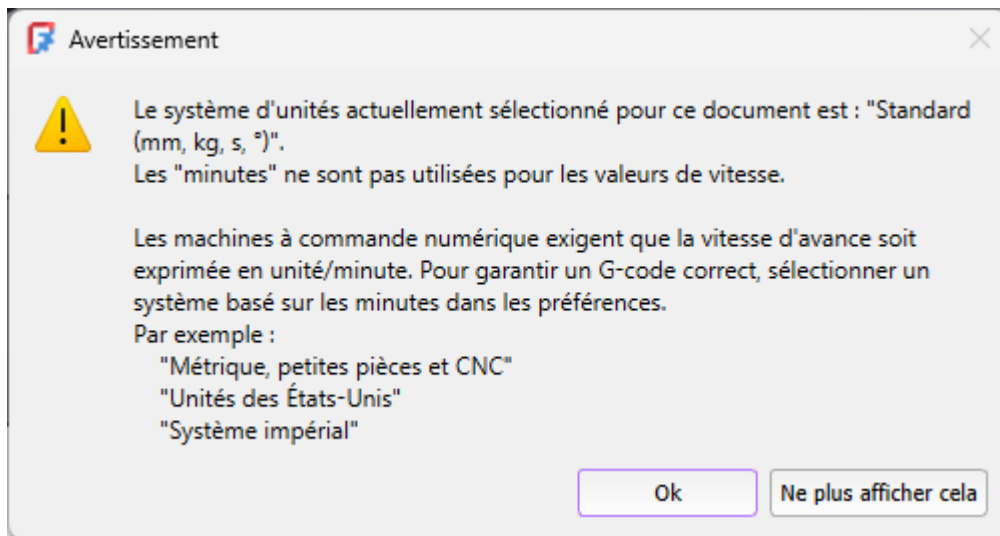 Avertissement
Le système d'unités actuellement sélectionné pour ce document est : "Standard
(mm, kg, s, °)".
Les "minutes" ne sont pas utilisées pour les valeurs de vitesse.
Les machines à commande numérique exigent que la vitesse d'avance soit
exprimée en unité/minute. Pour garantir un G-code correct, sélectionner un
système basé sur les minutes dans les préférences.
Par exemple :
"Métrique, petites pièces et CNC"
"Unités des États-Unis"
"Système impérial"
Ok
Ne plus afficher cela